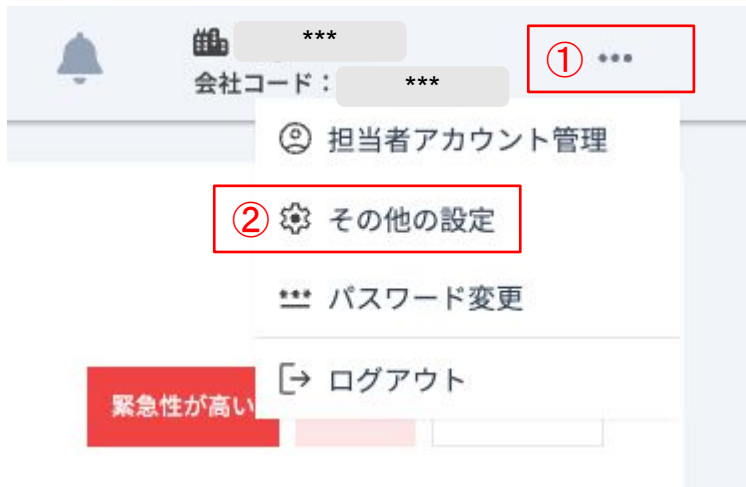 ***
会社コード： ***
① •••
担当者アカウント管理
② その他の設定
パスワード変更
ログアウト
緊急性が高い